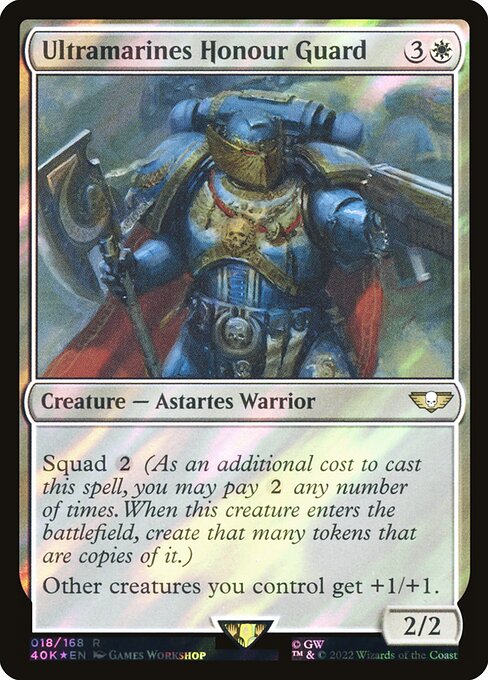 Ultramarines Honour Guard 3
Creature — Astartes Warrior
Squad 2 (As an additional cost to cast
this spell, you may pay 2 any number
of times. When this creature enters the
battlefield, create that many tokens that
are copies of it.)
Other creatures you control get +1/+1.
2/2
018/168 R
40K★EN Games Workshop
© GW
™ & © 2022 Wizards of the Coast